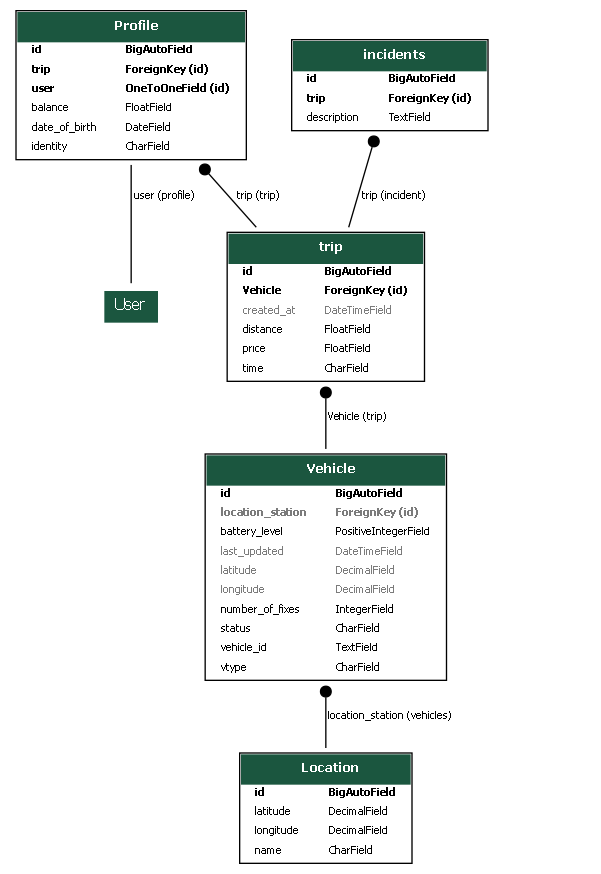 Profile
id BigAutoField
trip ForeignKey (id)
user OneToOneField (id)
balance FloatField
date_of_birth DateField
identity CharField
incidents
id BigAutoField
trip ForeignKey (id)
description TextField
user (profile)
trip (trip)
trip (incident)
User
trip
id BigAutoField
Vehicle ForeignKey (id)
created_at DateTimeField
distance FloatField
price FloatField
time CharField
Vehicle (trip)
Vehicle
id BigAutoField
location_station ForeignKey (id)
battery_level PositiveIntegerField
last_updated DateTimeField
latitude DecimalField
longitude DecimalField
number_of_fixes IntegerField
status CharField
vehicle_id TextField
vtype CharField
location_station (vehicles)
Location
id BigAutoField
latitude DecimalField
longitude DecimalField
name CharField